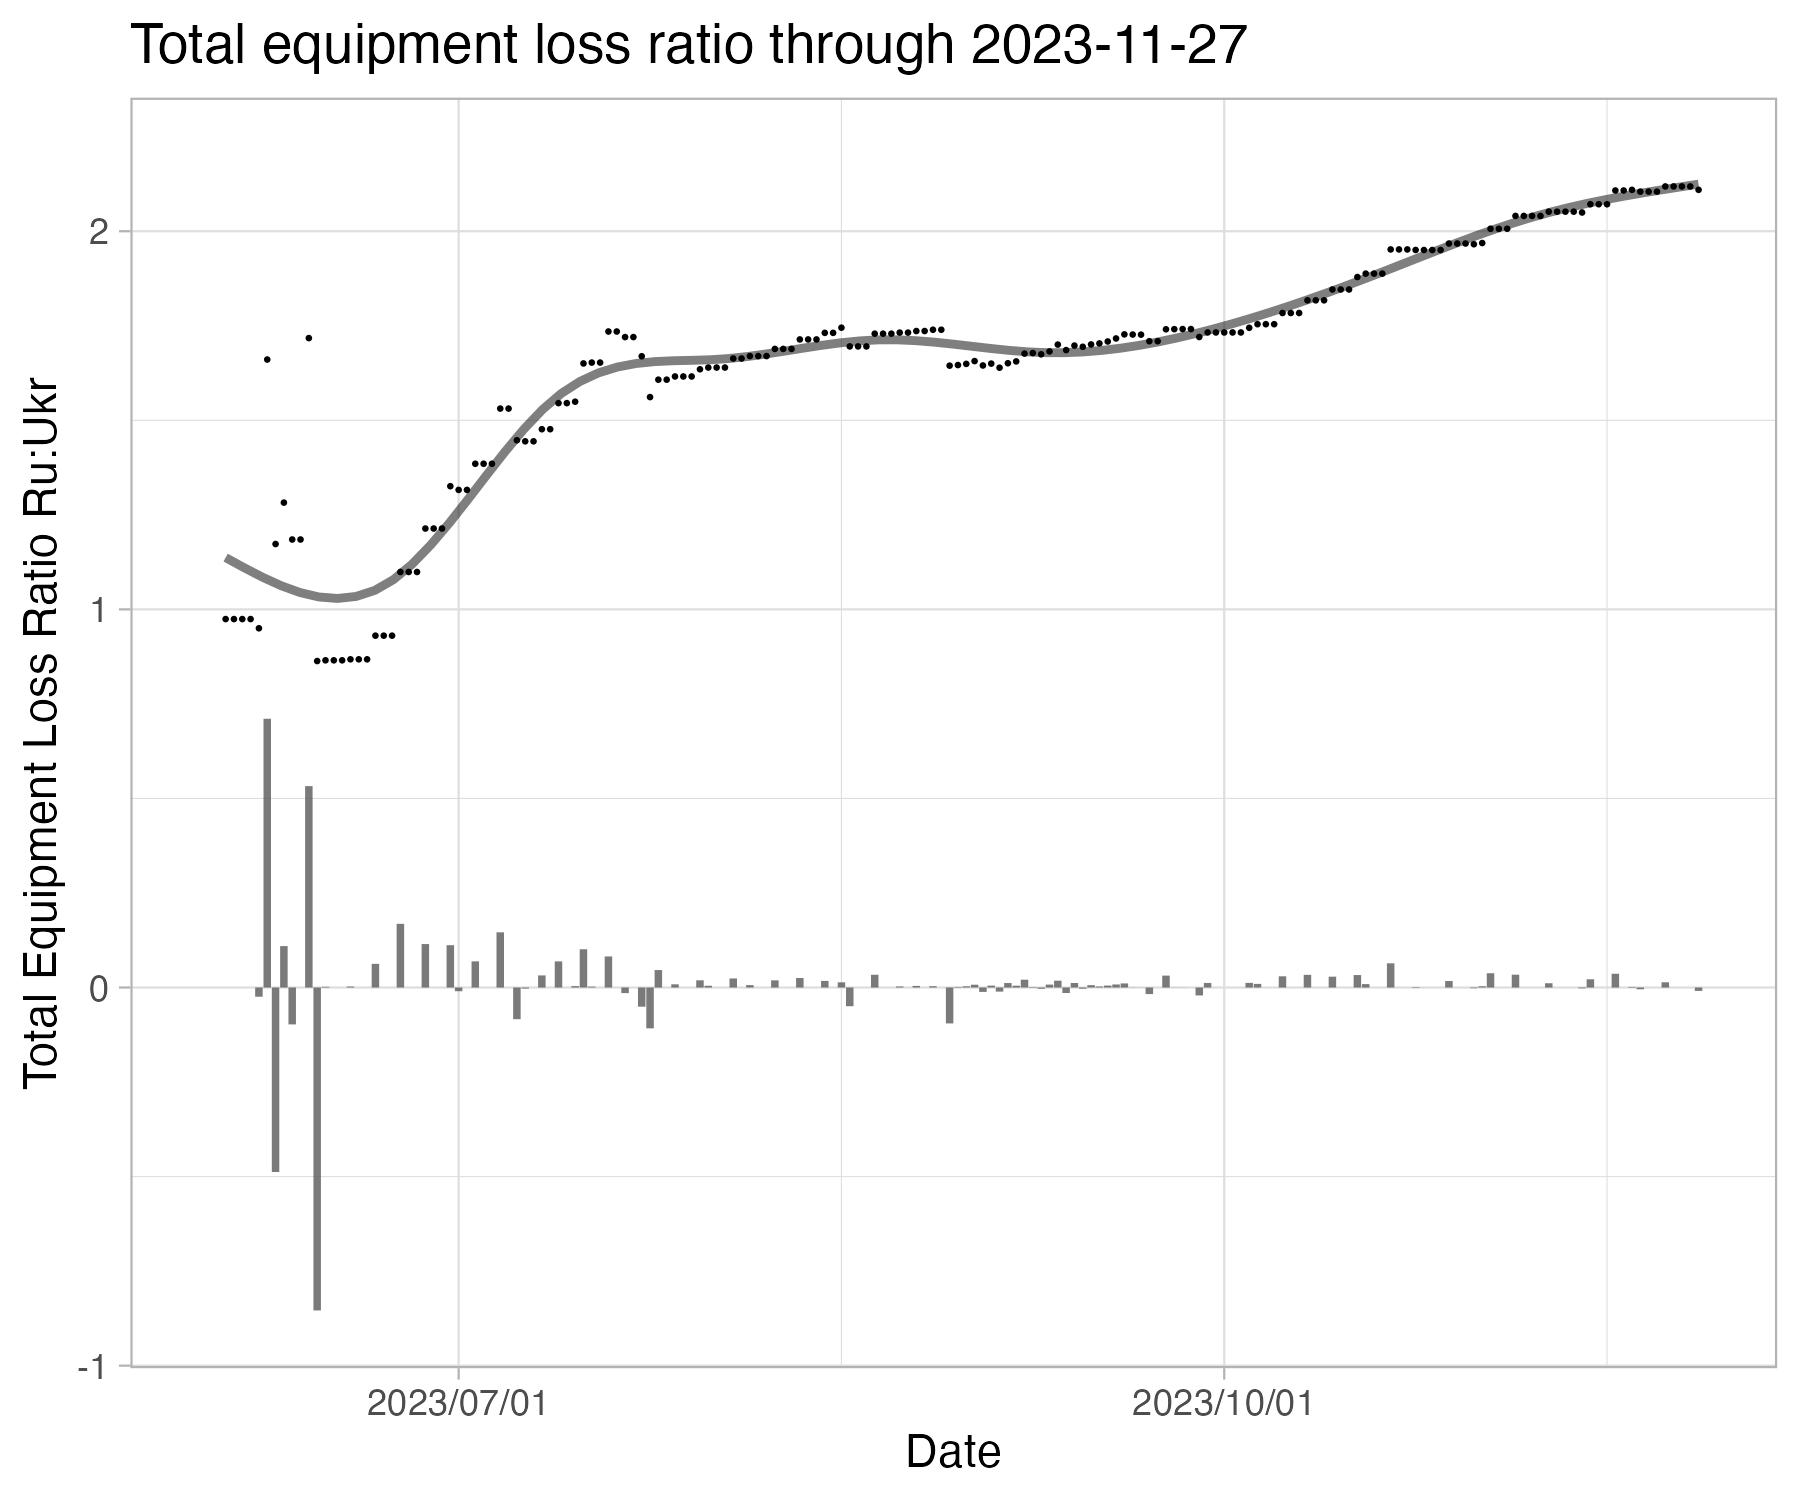 Total equipment loss ratio through 2023-11-27
Total Equipment Loss Ratio Ru:Ukr
2
1
0
-1
2023/07/01
2023/10/01
Date